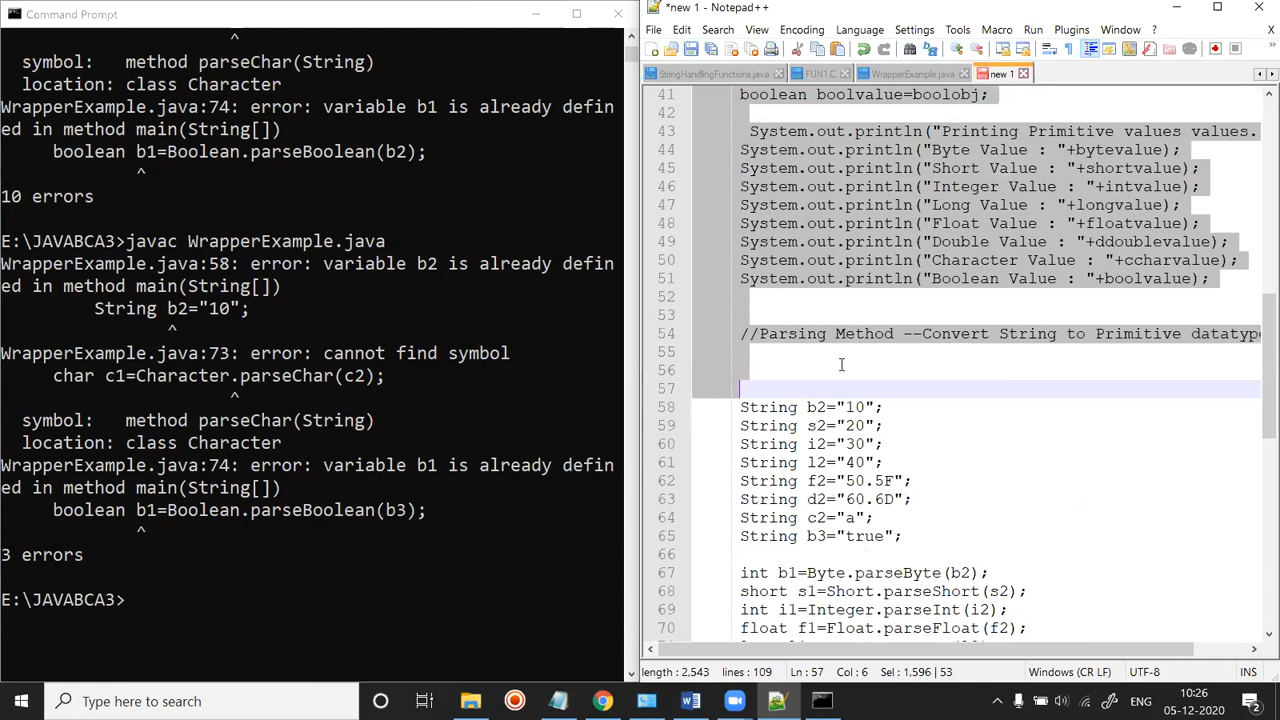 Command Prompt
^
symbol:   method parseChar(String)
location: class Character
WrapperExample.java:74: error: variable b1 is already defin
ed in method main(String[])
boolean b1=Boolean.parseBoolean(b2);
^
10 errors
E:\JAVABCA3>javac WrapperExample.java
WrapperExample.java:58: error: variable b2 is already defin
ed in method main(String[])
String b2="10";
^
WrapperExample.java:73: error: cannot find symbol
char c1=Character.parseChar(c2);
^
symbol:   method parseChar(String)
location: class Character
WrapperExample.java:74: error: variable b1 is already defin
ed in method main(String[])
boolean b1=Boolean.parseBoolean(b3);
^
3 errors
E:\JAVABCA3>
*new 1 - Notepad++
File Edit Search View Encoding Language Settings Tools Macro Run Plugins Window ? X
StringHandlingFunctions.java FUN1.C WrapperExample.java new 1
41 boolean boolvalue=boolobj;
42
43 System.out.println("Printing Primitive values values.
44 System.out.println("Byte Value : "+bytevalue);
45 System.out.println("Short Value : "+shortvalue);
46 System.out.println("Integer Value : "+intvalue);
47 System.out.println("Long Value : "+longvalue);
48 System.out.println("Float Value : "+floatvalue);
49 System.out.println("Double Value : "+ddoublevalue);
50 System.out.println("Character Value : "+ccharvalue);
51 System.out.println("Boolean Value : "+boolvalue);
52
53
54 //Parsing Method --Convert String to Primitive datatype
55
56
57
58 String b2="10";
59 String s2="20";
60 String i2="30";
61 String l2="40";
62 String f2="50.5F";
63 String d2="60.6D";
64 String c2="a";
65 String b3="true";
66
67 int b1=Byte.parseByte(b2);
68 short s1=Short.parseShort(s2);
69 int i1=Integer.parseInt(i2);
70 float f1=Float.parseFloat(f2);
length : 2,543 lines : 109 Ln : 57 Col : 6 Sel : 1,596 | 53 Windows (CR LF) UTF-8 INS
Type here to search
ENG
10:26
05-12-2020
2